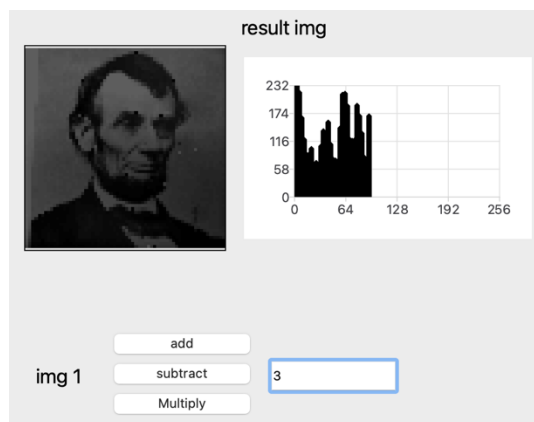 result img
232
174
116
58
0
0 64 128 192 256
add
img 1 subtract 3
Multiply